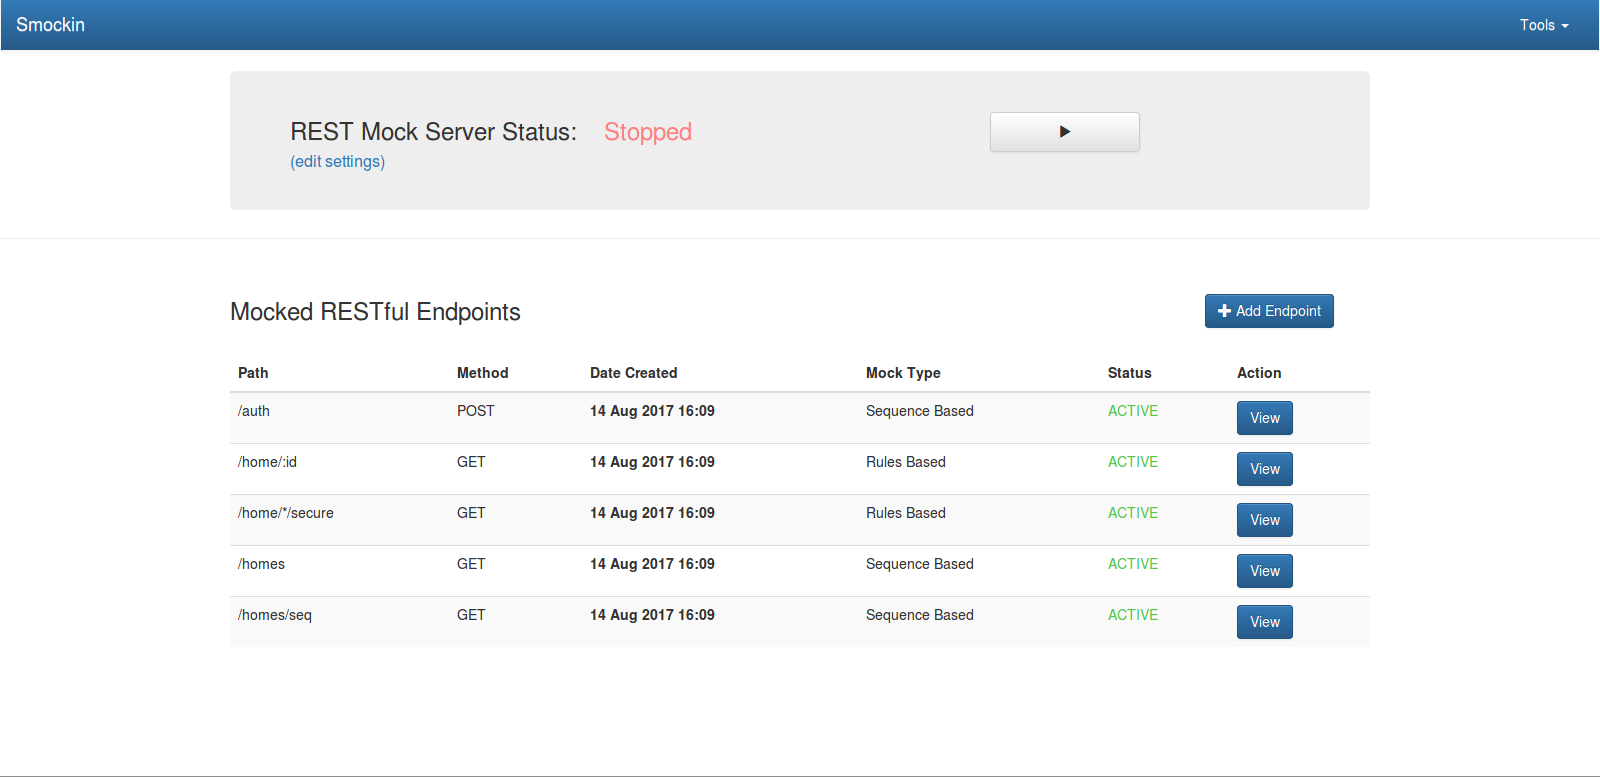 Smockin
Tools
REST Mock Server Status: Stopped
(edit settings)
Mocked RESTful Endpoints
Add Endpoint
Path Method Date Created Mock Type Status Action
/auth POST 14 Aug 2017 16:09 Sequence Based ACTIVE View
/home/:id GET 14 Aug 2017 16:09 Rules Based ACTIVE View
/home/*/secure GET 14 Aug 2017 16:09 Rules Based ACTIVE View
/homes GET 14 Aug 2017 16:09 Sequence Based ACTIVE View
/homes/seq GET 14 Aug 2017 16:09 Sequence Based ACTIVE View